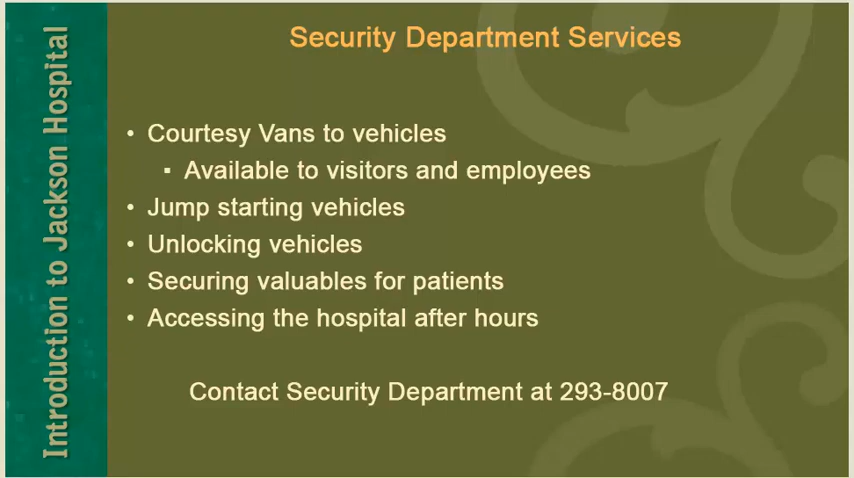 Security Department Services
Introduction to Jackson Hospital
• Courtesy Vans to vehicles
▪ Available to visitors and employees
• Jump starting vehicles
• Unlocking vehicles
• Securing valuables for patients
• Accessing the hospital after hours
Contact Security Department at 293-8007